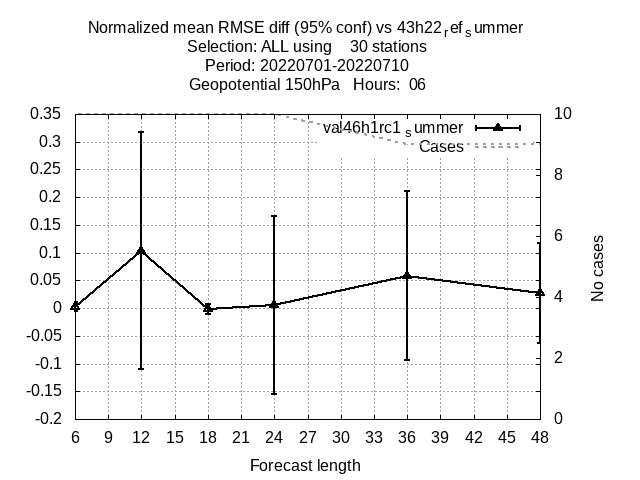 Normalized mean RMSE diff (95% conf) vs 43h22refsummer
Selection: ALL using 30 stations
Period: 20220701-20220710
Geopotential 150hPa Hours: 06
val46h1rc1summer
Cases
0.35
0.3
0.25
0.2
0.15
0.1
0.05
0
-0.05
-0.1
-0.15
-0.2
10
8
6
4
2
0
No cases
6 9 12 15 18 21 24 27 30 33 36 39 42 45 48
Forecast length